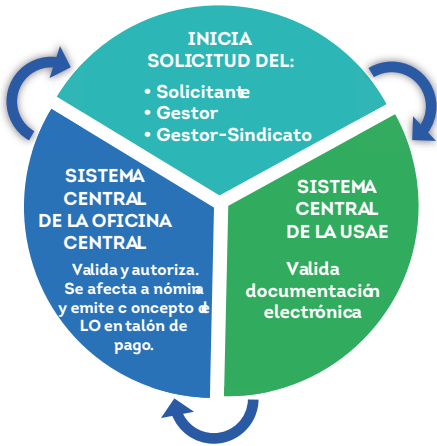 INICIA
SOLICITUD DEL:
• Solicitante
• Gestor
• Gestor-Sindicato
SISTEMA
CENTRAL
DE LA USAE
Valida
documentación
electrónica
SISTEMA
CENTRAL
DE LA OFICINA
CENTRAL
Valida y autoriza.
Se afecta a nómina
y emite c oncepto de
LO en talón de
pago.